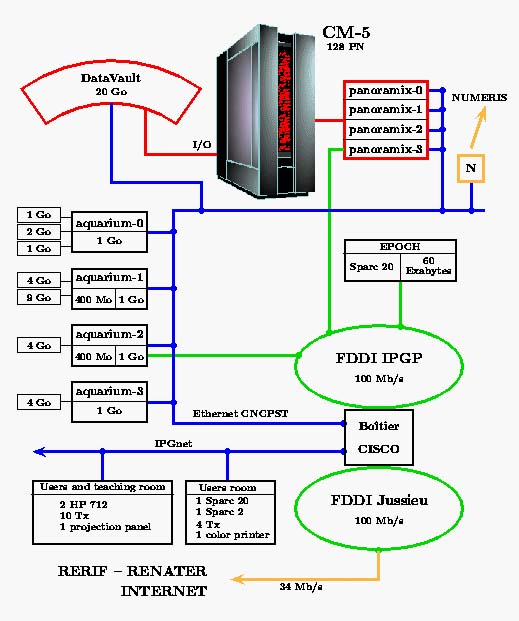 CM-5
128 PN
DataVault
20 Go
I/O
panoramix-0
panoramix-1
panoramix-2
panoramix-3
NUMERIS
N
1 Go
2 Go
1 Go
aquarium-0
1 Go
4 Go
9 Go
aquarium-1
400 Mo 1 Go
4 Go
aquarium-2
400 Mo 1 Go
4 Go
aquarium-3
1 Go
EPOCH
Sparc 20
60
Exabytes
FDDI IPGP
100 Mb/s
Ethernet CNCPST
Boîtier
CISCO
IPGnet
Users and teaching room
2 HP 712
10 Tx
1 projection panel
Users room
1 Sparc 20
1 Sparc 2
4 Tx
1 color printer
FDDI Jussieu
100 Mb/s
RERIF – RENATER
INTERNET
34 Mb/s